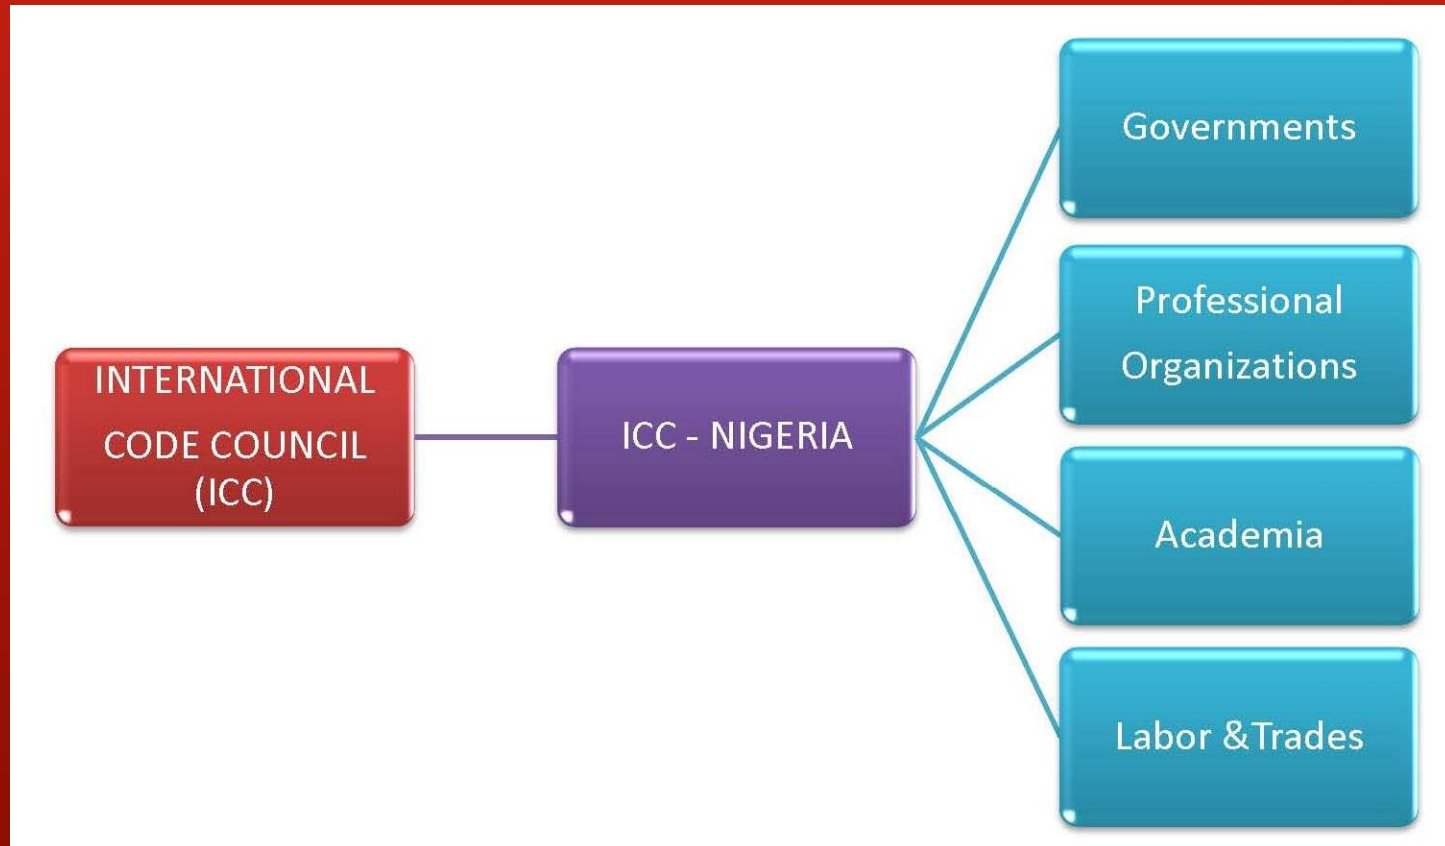 INTERNATIONAL
CODE COUNCIL
(ICC)
ICC - NIGERIA
Governments
Professional
Organizations
Academia
Labor &Trades